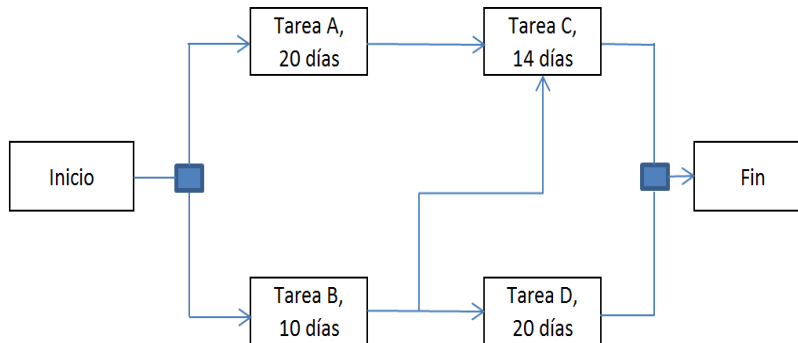 Tarea A,
20 días
Tarea C,
14 días
Inicio
Fin
Tarea B,
10 días
Tarea D,
20 días